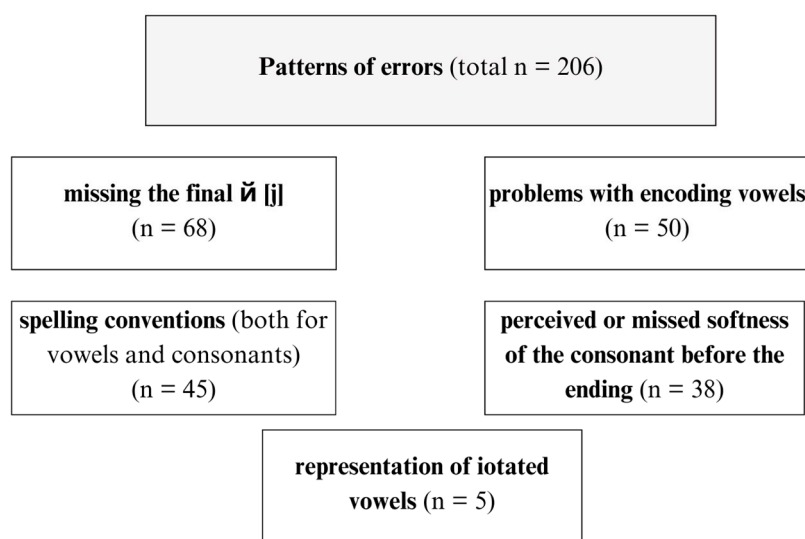 Patterns of errors (total n = 206)
missing the final й [j]
(n = 68)
problems with encoding vowels
(n = 50)
spelling conventions (both for
vowels and consonants)
(n = 45)
perceived or missed softness
of the consonant before the
ending (n = 38)
representation of iotated
vowels (n = 5)